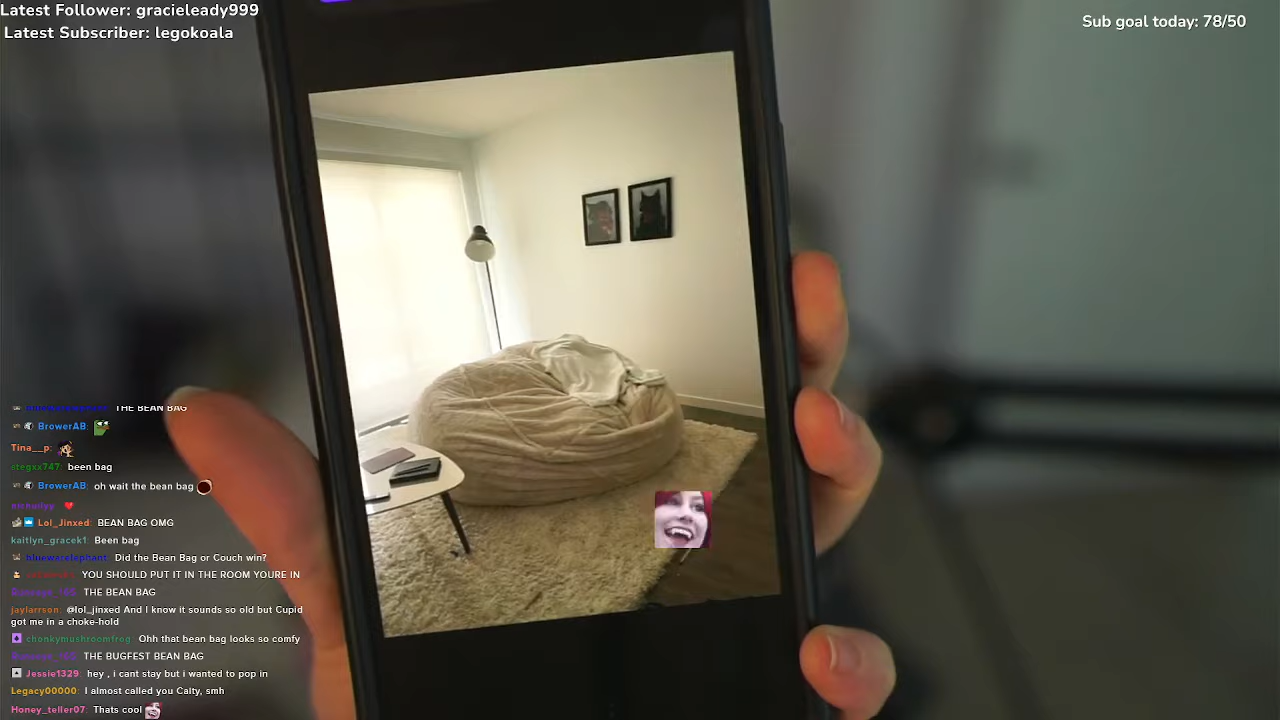 Latest Follower: gracieleady999
Latest Subscriber: legokoala
Sub goal today: 78/50
THE BEAN BAG
BrowerAB:
Tina__p:
stegxx747: been bag
BrowerAB: oh wait the bean bag
Lol_Jinxed: BEAN BAG OMG
kaitlyn_gracek1: Been bag
bluewarelephant: Did the Bean Bag or Couch win?
YOU SHOULD PUT IT IN THE ROOM YOURE IN
THE BEAN BAG
jaylarrson: @lol_jinxed And I know it sounds so old but Cupid
got me in a choke-hold
chonkymushroomfrog: Ohh that bean bag looks so comfy
THE BUGFEST BEAN BAG
Jessie1329: hey , i cant stay but i wanted to pop in
Legacy00000: I almost called you Caity, smh
Honey_teller07: Thats cool